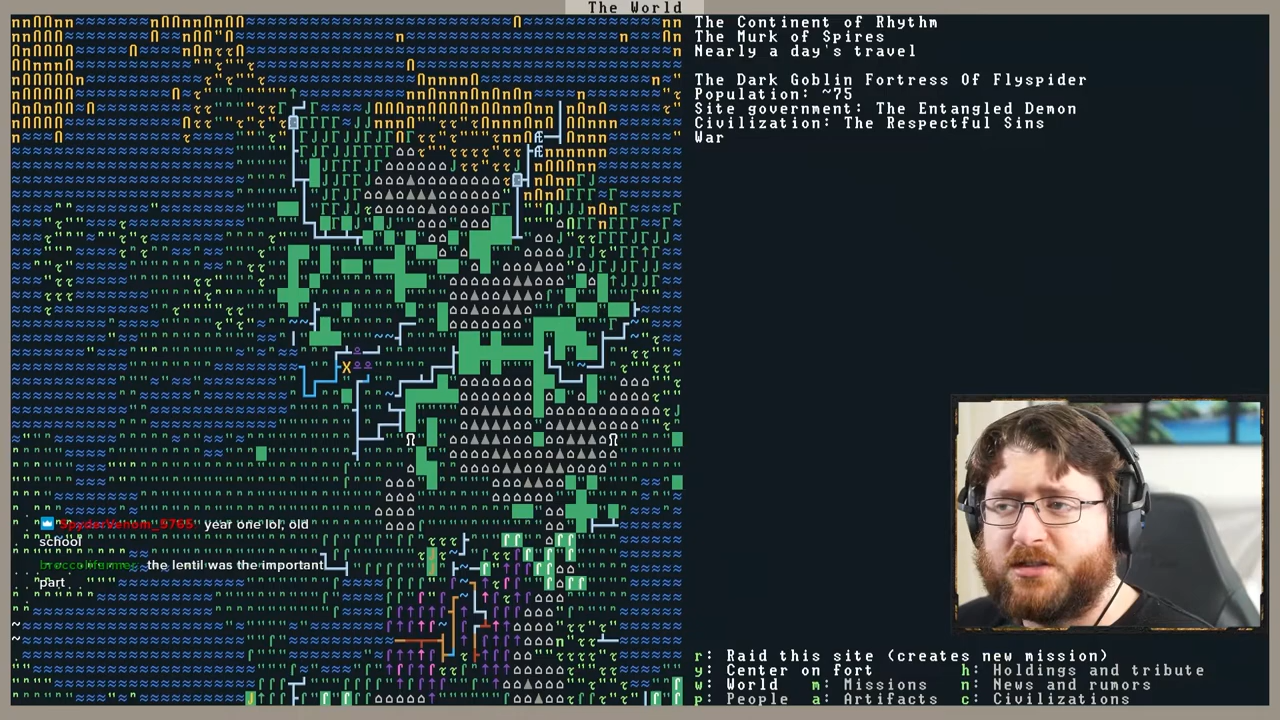 The World
The Continent of Rhythm
The Murk of Spires
Nearly a day's travel
The Dark Goblin Fortress Of Flyspider
Population: ~75
Site government: The Entangled Demon
Civilization: The Respectful Sins
War
SpyderVenom_5765 year one lol, old
school
broccolifarmer the lentil was the important
part
r: Raid this site (creates new mission)
y: Center on fort h: Holdings and tribute
w: World m: Missions n: News and rumors
p: People a: Artifacts c: Civilizations